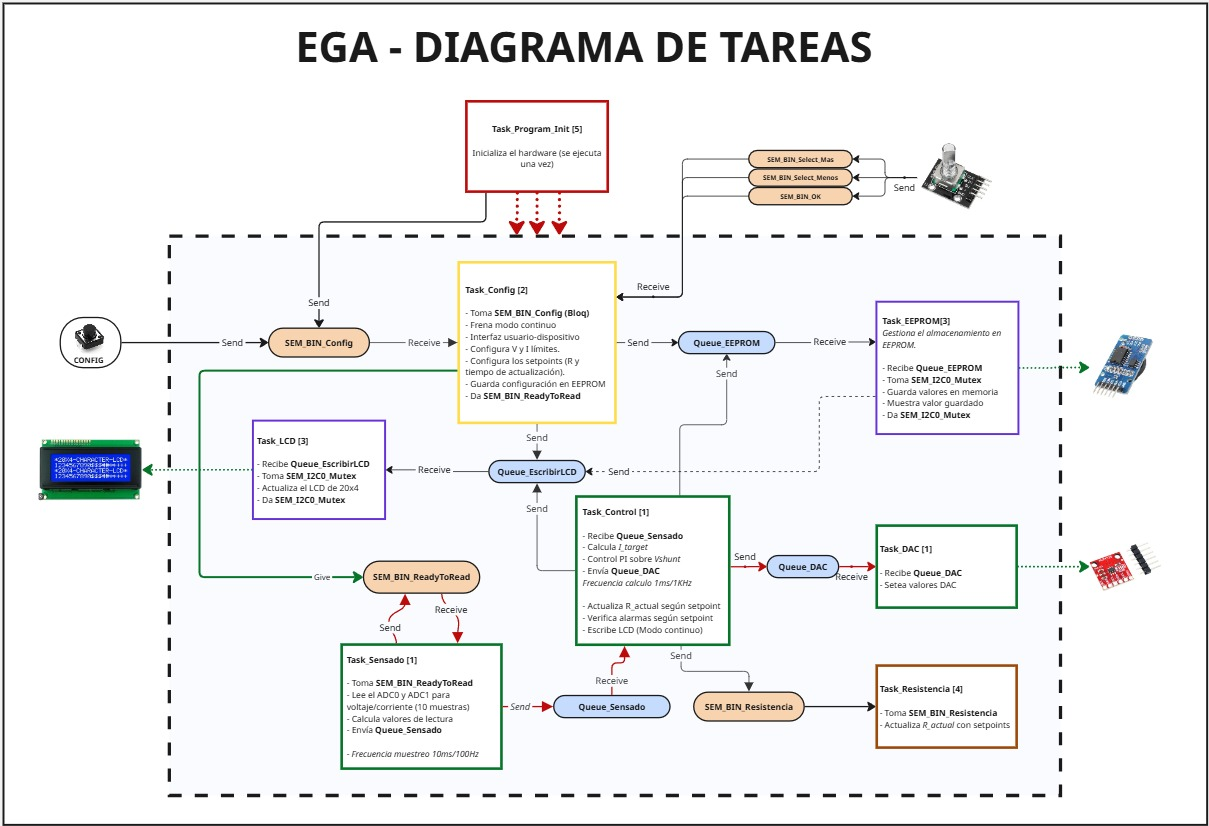 EGA - DIAGRAMA DE TAREAS
Task_Program_Init [5]
Inicializa el hardware (se ejecuta
una vez)
SEM_BIN_Select_Mas
SEM_BIN_Select_Menos
SEM_BIN_OK
Send
Receive
Send
Task_Config [2]
- Toma SEM_BIN_Config (Bloq)
- Frena modo continuo
- Interfaz usuario-dispositivo
- Configura V y I límites.
- Configura los setpoints (R y
tiempo de actualización).
- Guarda configuración en EEPROM
- Da SEM_BIN_ReadyToRead
CONFIG
Send
SEM_BIN_Config
Receive
Send
Queue_EEPROM
Receive
Send
Task_EEPROM[3]
Gestiona el almacenamiento en
EEPROM.
- Recibe Queue_EEPROM
- Toma SEM_I2C0_Mutex
- Guarda valores en memoria
- Muestra valor guardado
- Da SEM_I2C0_Mutex
Task_LCD [3]
- Recibe Queue_EscribirLCD
- Toma SEM_I2C0_Mutex
- Actualiza el LCD de 20x4
- Da SEM_I2C0_Mutex
Send
Receive
Queue_EscribirLCD
Send
Send
*20X4-CHARACTER-LCD*
*20X4-CHARACTER-LCD*
Task_Control [1]
- Recibe Queue_Sensado
- Calcula I_target
- Control PI sobre Vshunt
- Envía Queue_DAC
Frecuencia calculo 1ms/1KHz
- Actualiza R_actual según setpoint
- Verifica alarmas según setpoint
- Escribe LCD (Modo continuo)
Send
Queue_DAC
Receive
Task_DAC [1]
- Recibe Queue_DAC
- Setea valores DAC
Give
SEM_BIN_ReadyToRead
Send
Receive
Task_Sensado [1]
- Toma SEM_BIN_ReadyToRead
- Lee el ADC0 y ADC1 para
voltaje/corriente (10 muestras)
- Calcula valores de lectura
- Envía Queue_Sensado
- Frecuencia muestreo 10ms/100Hz
Send
Queue_Sensado
Receive
Send
SEM_BIN_Resistencia
Task_Resistencia [4]
- Toma SEM_BIN_Resistencia
- Actualiza R_actual con setpoints